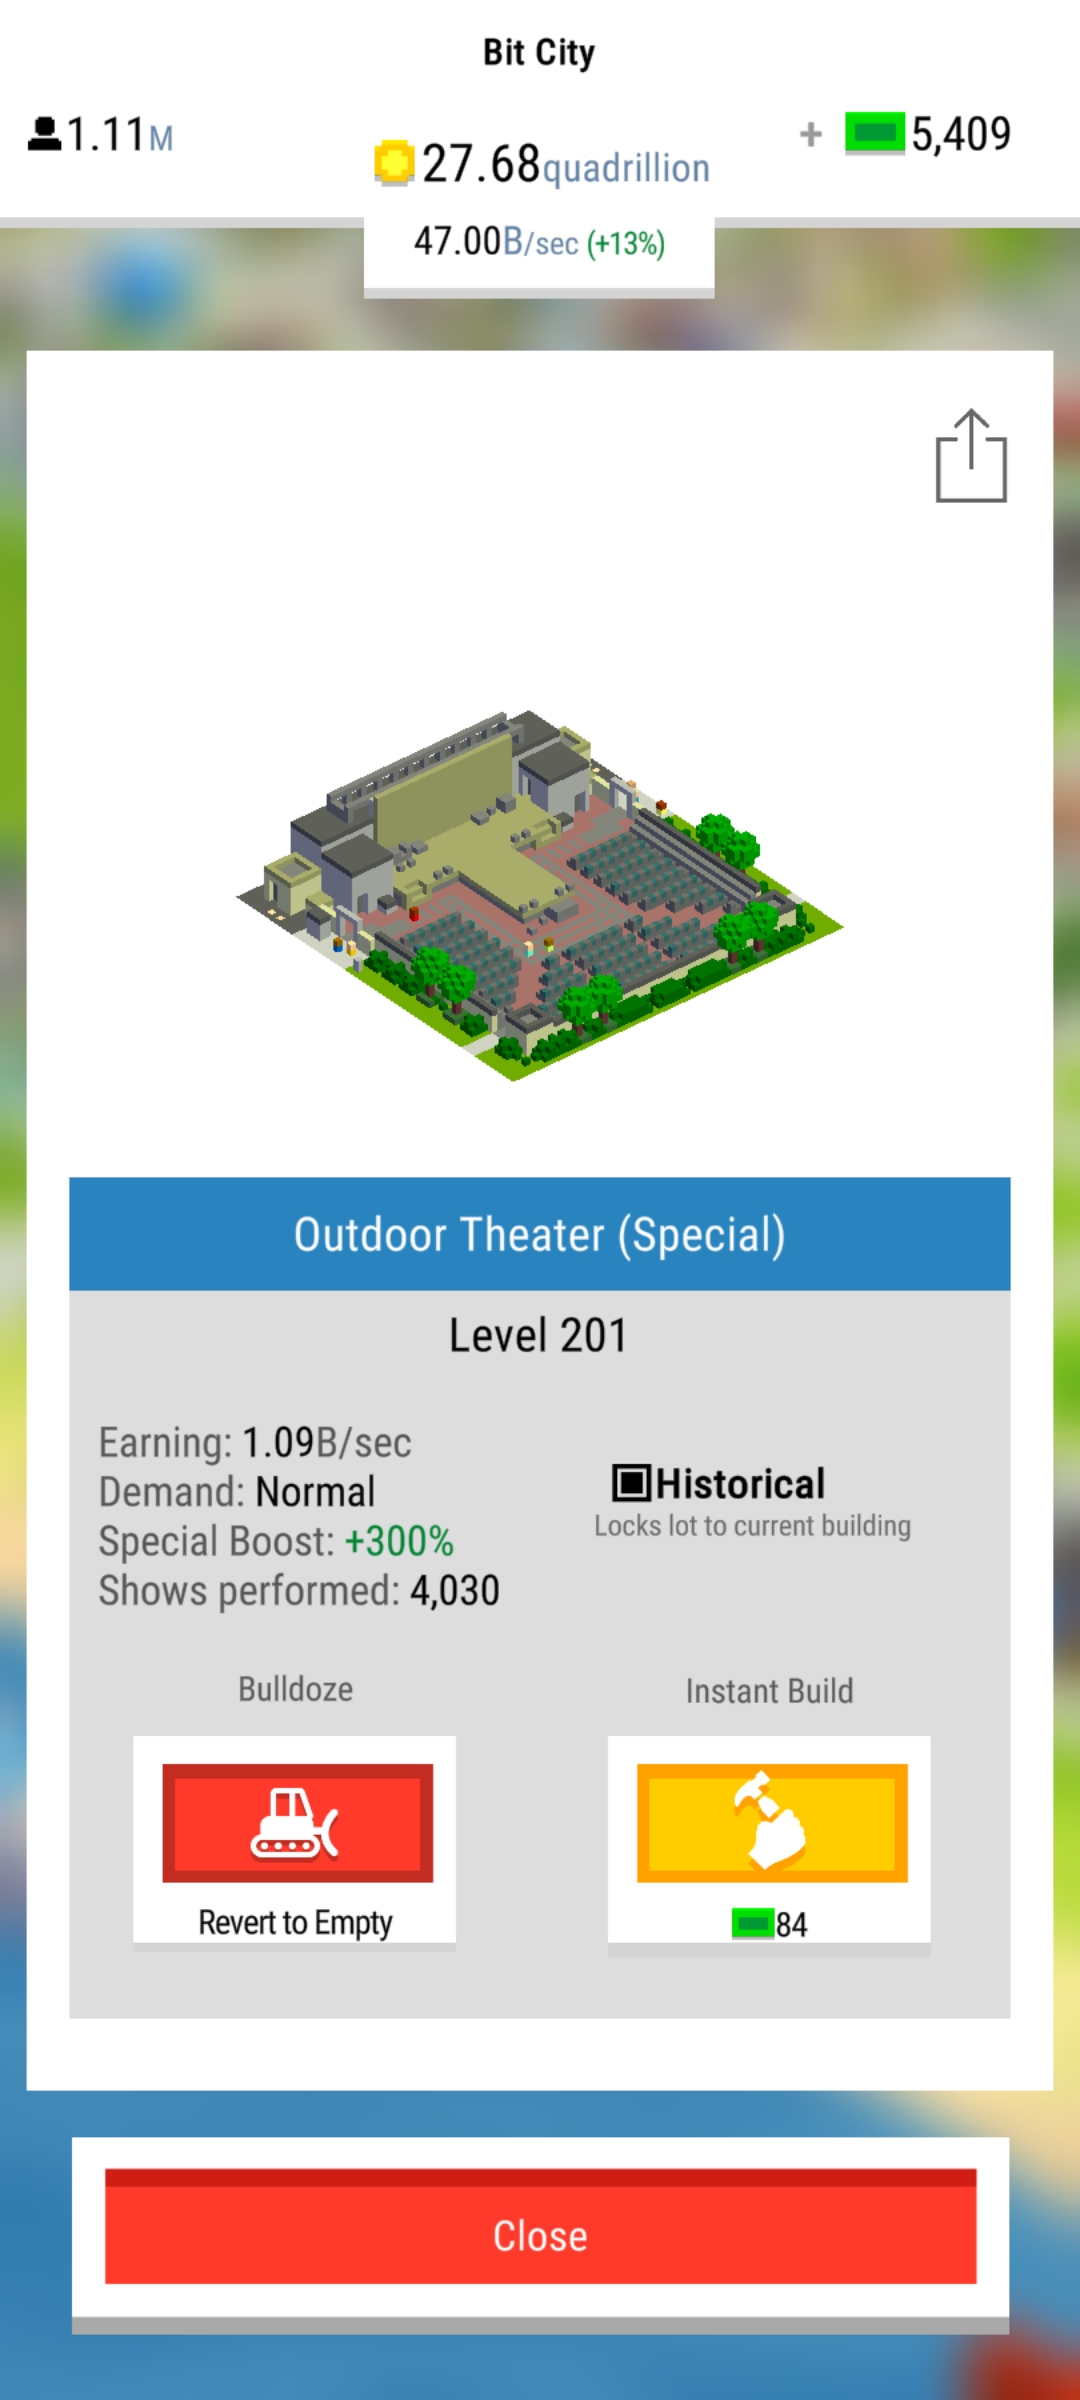 Bit City
1.11M
27.68quadrillion
+ 5,409
47.00B/sec (+13%)
Outdoor Theater (Special)
Level 201
Earning: 1.09B/sec
Demand: Normal
Special Boost: +300%
Shows performed: 4,030
Historical
Locks lot to current building
Bulldoze
Revert to Empty
Instant Build
84
Close